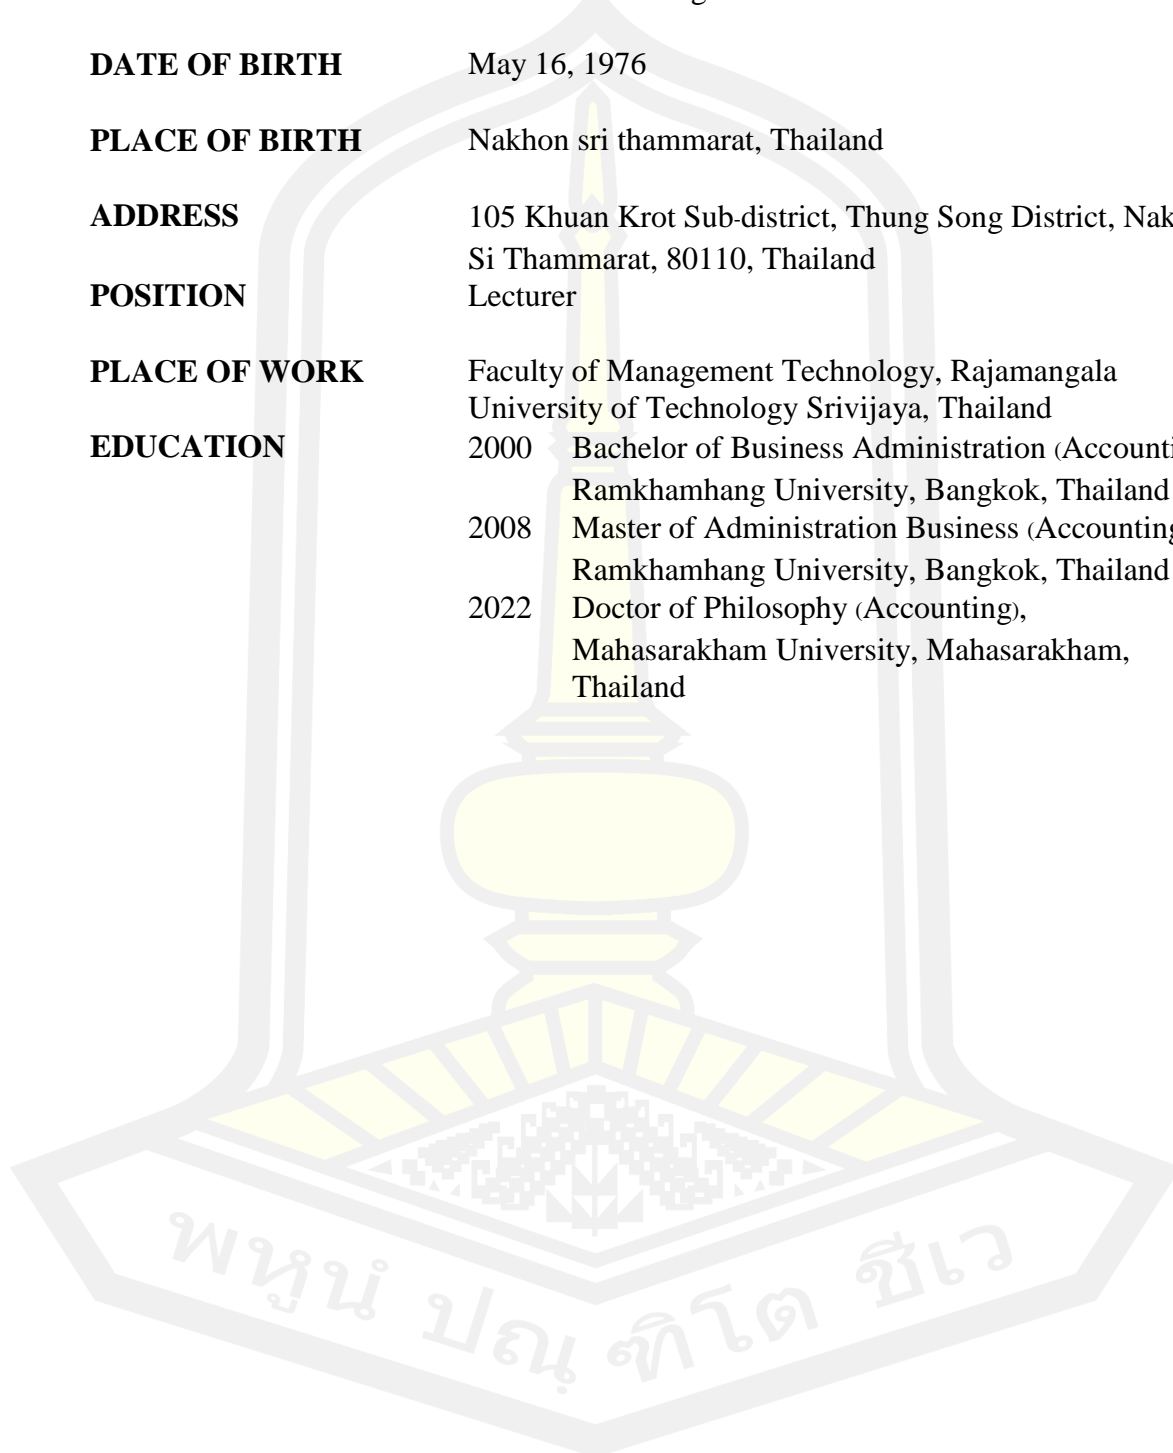 DATE OF BIRTH May 16, 1976
PLACE OF BIRTH Nakhon sri thammarat, Thailand
ADDRESS 105 Khuan Krot Sub-district, Thung Song District,
Si Thammarat, 80110, Thailand
POSITION Lecturer
PLACE OF WORK Faculty of Management Technology, Rajamangala
University of Technology Srivijaya, Thailand
EDUCATION 2000 Bachelor of Business Administration
Ramkhamhang University, Bangkok, Thailand
2008 Master of Administration Business (Accounting
Ramkhamhang University, Bangkok, Thailand
2022 Doctor of Philosophy (Accounting),
Mahasarakham University, Mahasarakham,
Thailand
พหูนํ ปณฺฑิโต ชีเว